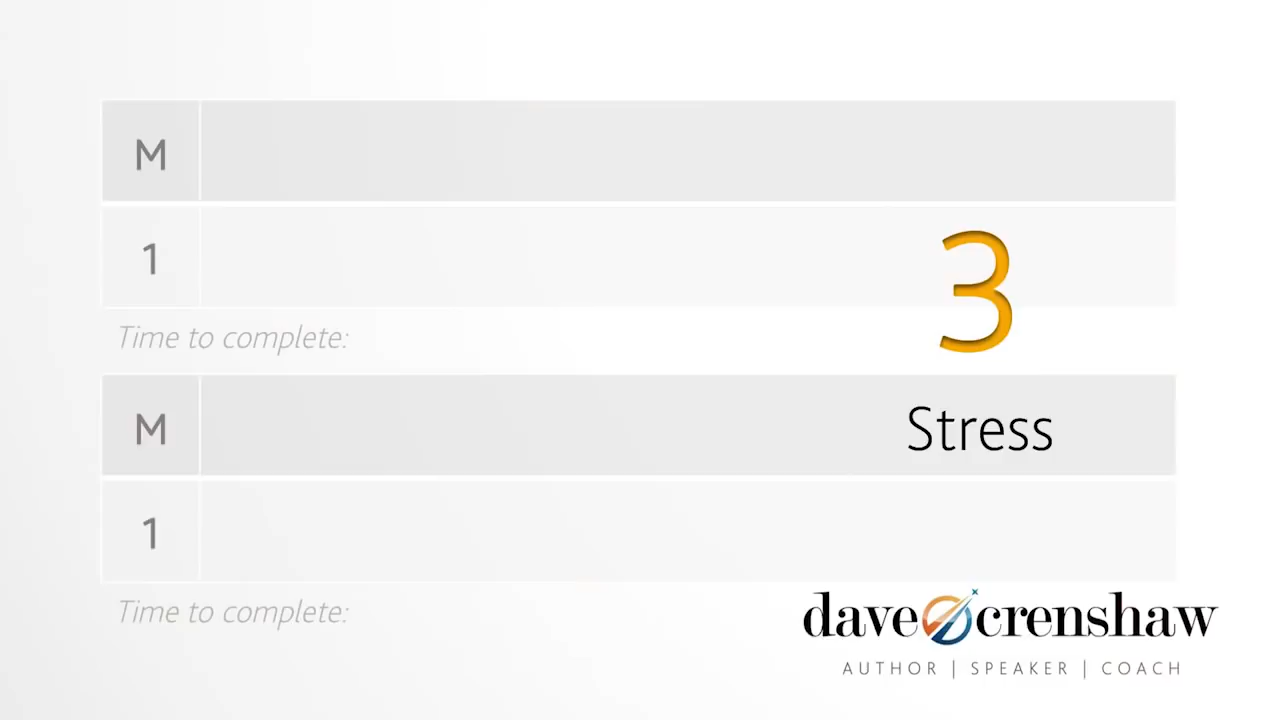 M
1
3
Time to complete:
M
Stress
1
Time to complete:
dave crenshaw
AUTHOR | SPEAKER | COACH